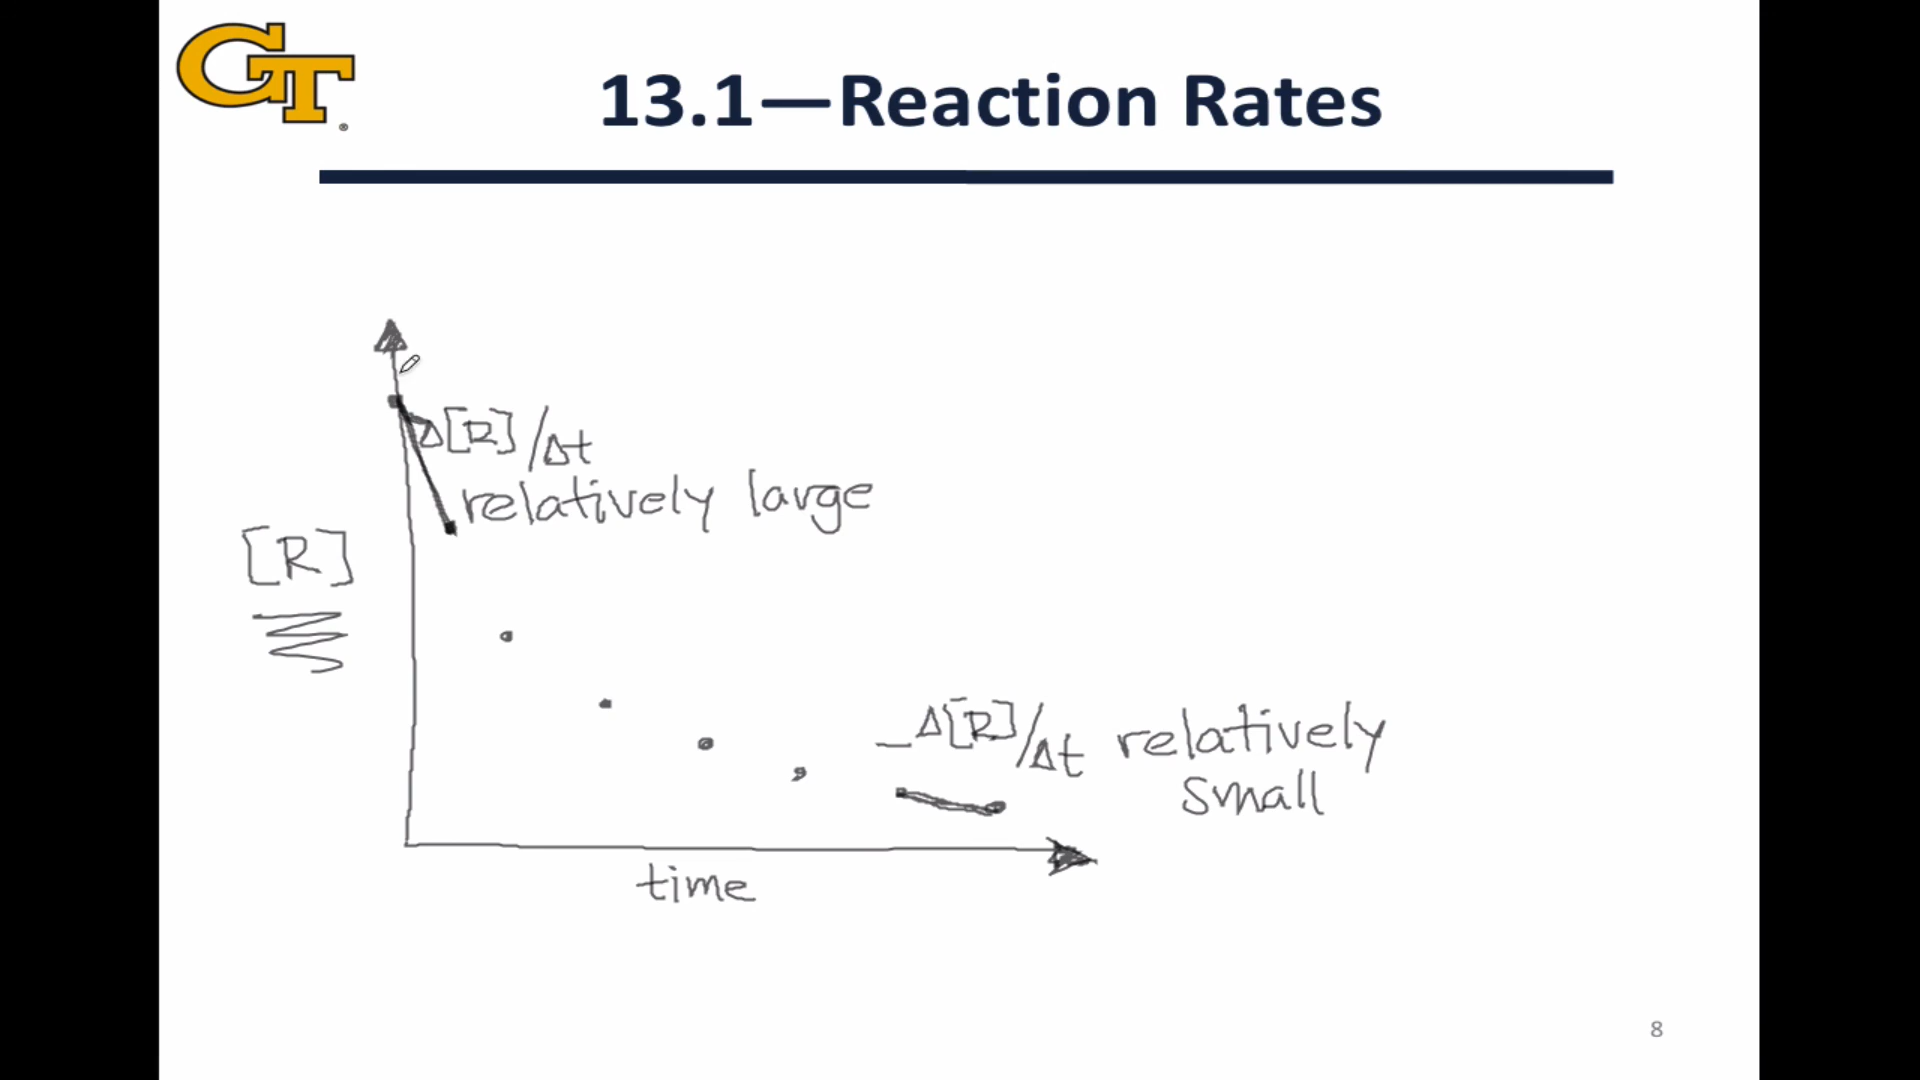 GT
®
13.1—Reaction Rates
Δ[R]/Δt
relatively large
[R]
-Δ[R]/Δt relatively
small
time
8